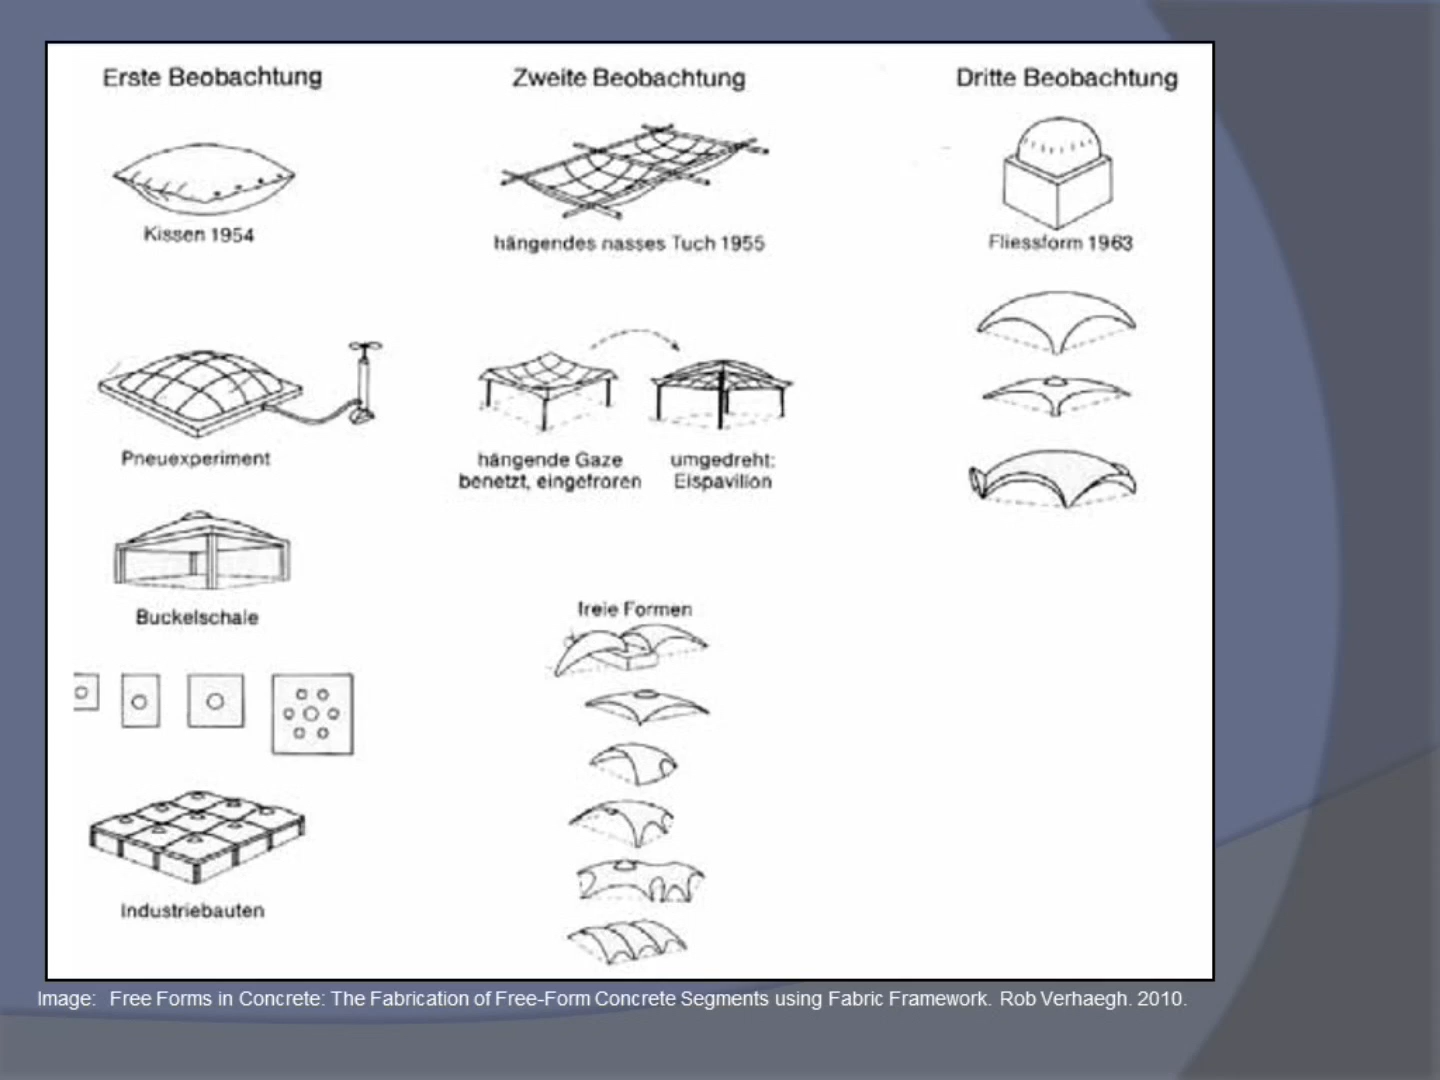 Erste Beobachtung
Kissen 1954
Pneuexperiment
Buckelschale
Industriebauten
Zweite Beobachtung
hängendes nasses Tuch 1955
hängende Gaze
benetzt, eingefroren
umgedreht:
Eispavillon
freie Formen
Dritte Beobachtung
Fliessform 1963
Image: Free Forms in Concrete: The Fabrication of Free-Form Concrete Segments using Fabric Framework. Rob Verhaegh. 2010.